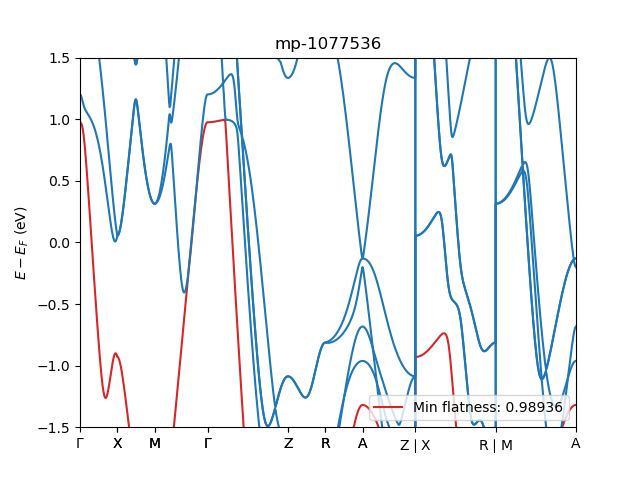 mp-1077536
1.5
1.0
0.5
0.0
−0.5
−1.0
−1.5
E − E_F (eV)
Min flatness: 0.98936
Γ X M Γ Z R A Z | X R | M A